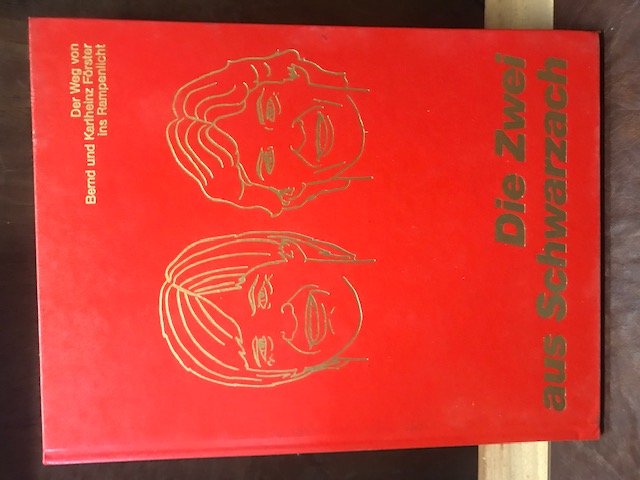 Der Weg von
Bernd und Karlheinz Förster
ins Rampenlicht
Die Zwei
aus Schwarzach